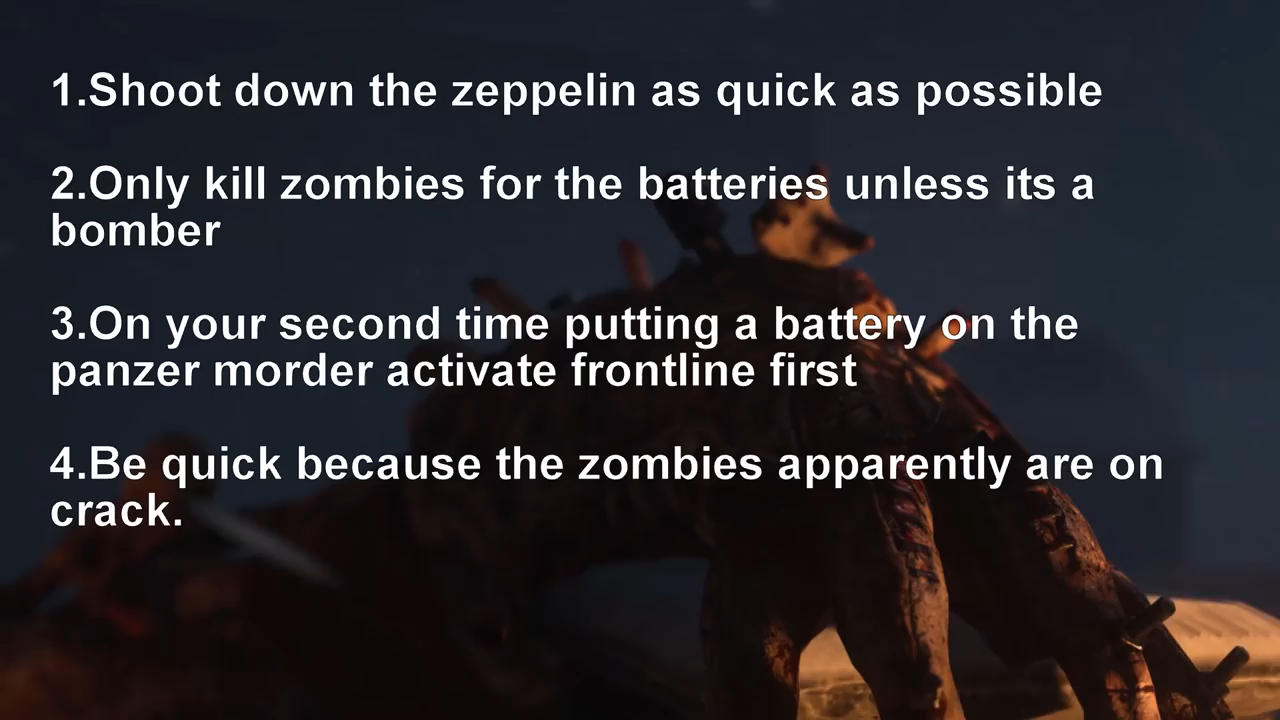 1.Shoot down the zeppelin as quick as possible
2.Only kill zombies for the batteries unless its a
bomber
3.On your second time putting a battery on the
panzer morder activate frontline first
4.Be quick because the zombies apparently are on
crack.